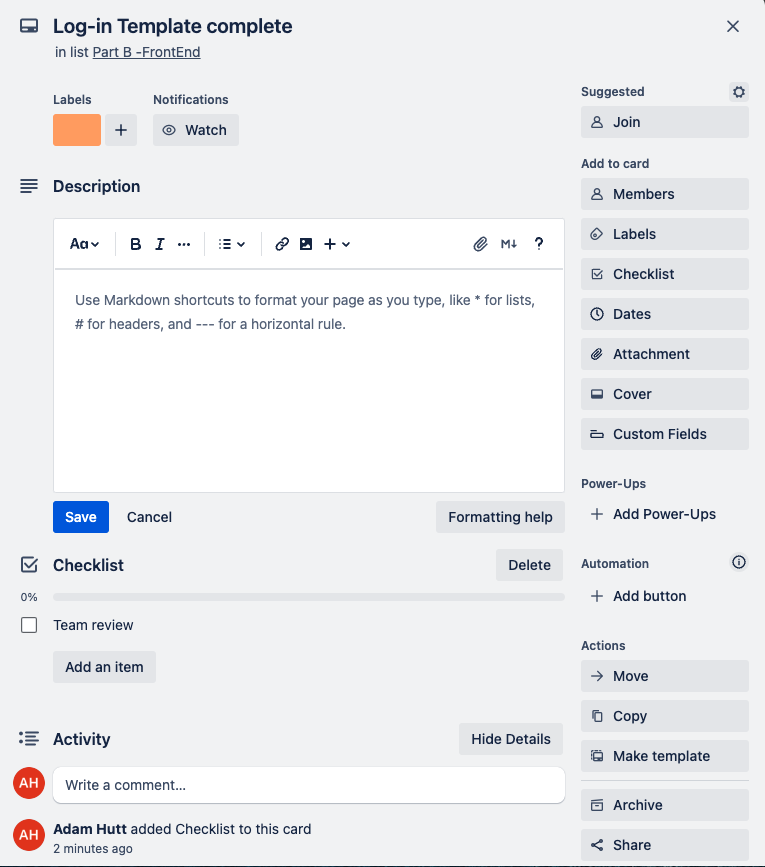 Log-in Template complete
in list Part B -FrontEnd
Labels
Notifications
Watch
Description
Aa B I
M ?
Use Markdown shortcuts to format your page as you type, like * for lists,
# for headers, and --- for a horizontal rule.
Save Cancel Formatting help
Checklist Delete
0%
Team review
Add an item
Activity Hide Details
AH Write a comment...
AH Adam Hutt added Checklist to this card
2 minutes ago
Suggested
Join
Add to card
Members
Labels
Checklist
Dates
Attachment
Cover
Custom Fields
Power-Ups
Add Power-Ups
Automation
Add button
Actions
Move
Copy
Make template
Archive
Share